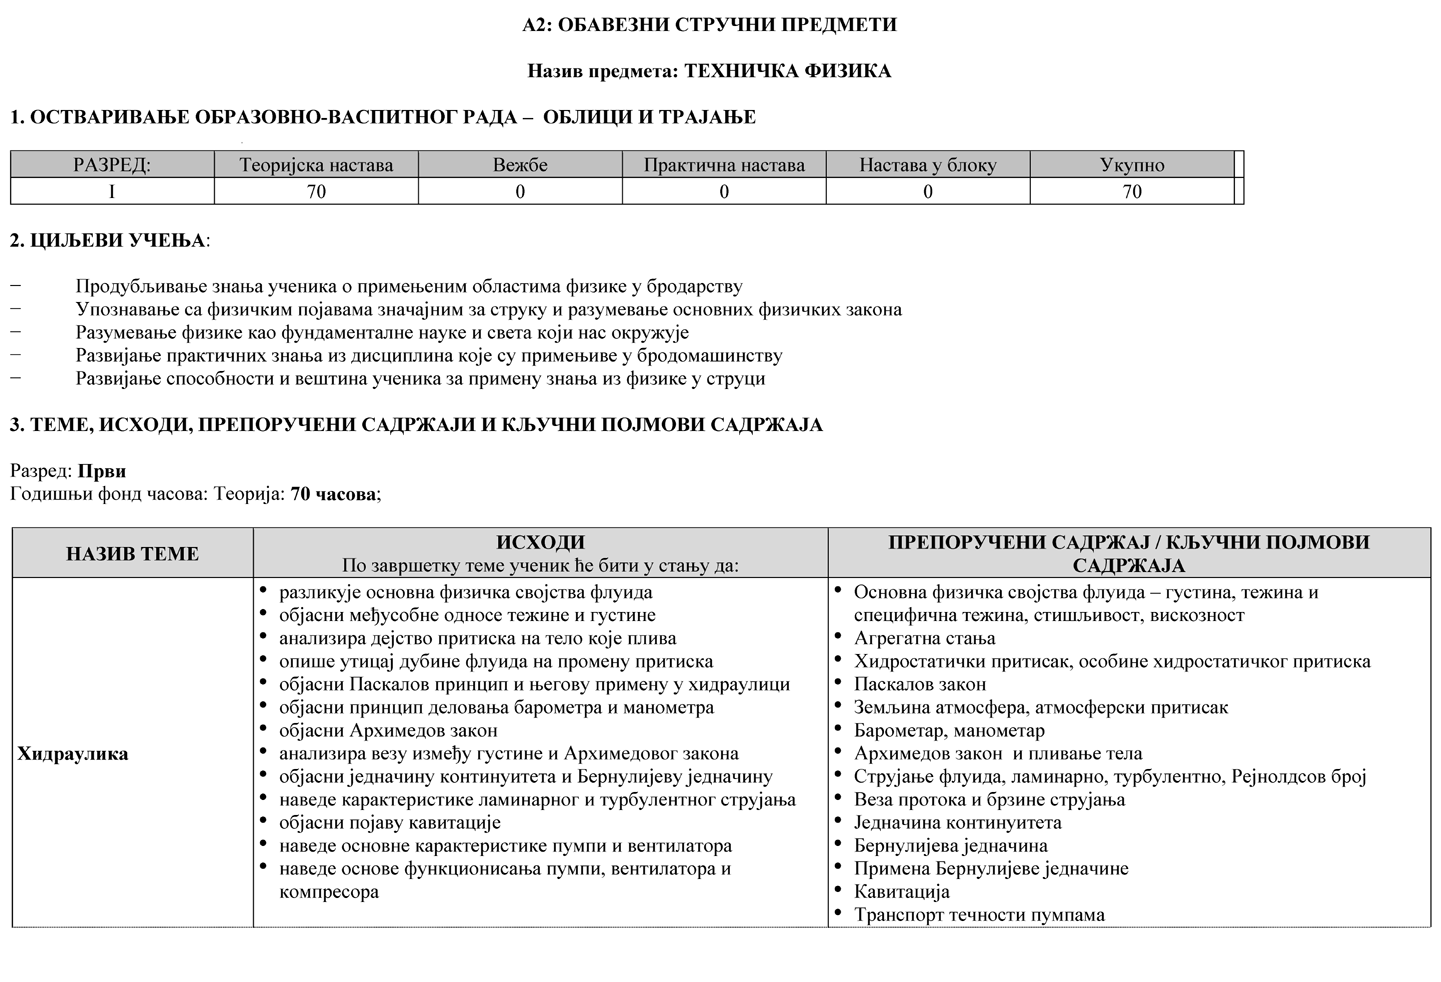 А2: ОБАВЕЗНИ СТРУЧНИ ПРЕДМЕТИ
Назив предмета: ТЕХНИЧКА ФИЗИКА
1. ОСТВАРИВАЊЕ ОБРАЗОВНО-ВАСПИТНОГ РАДА – ОБЛИЦИ И ТРАЈАЊЕ
РАЗРЕД: Теоријска настава Вежбе Практична настава Настава у блоку Укупно
I 70 0 0 0 70
2. ЦИЉЕВИ УЧЕЊА:
− Продубљивање знања ученика о примењеним областима физике у бродарству
− Упознавање са физичким појавама значајним за струку и разумевање основних физичких закона
− Разумевање физике као фундаменталне науке и света који нас окружује
− Развијање практичних знања из дисциплина које су примењиве у бродомашинству
− Развијање способности и вештина ученика за примену знања из физике у струци
3. ТЕМЕ, ИСХОДИ, ПРЕПОРУЧЕНИ САДРЖАЈИ И КЉУЧНИ ПОЈМОВИ САДРЖАЈА
Разред: Први
Годишњи фонд часова: Теорија: 70 часова;
НАЗИВ ТЕМЕ
ИСХОДИ
По завршетку теме ученик ће бити у стању да:
ПРЕПОРУЧЕНИ САДРЖАЈ / КЉУЧНИ ПОЈМОВИ
САДРЖАЈА
Хидраулика
• разликује основна физичка својства флуида
• објасни међусобне односе тежине и густине
• анализира дејство притиска на тело које плива
• опише утицај дубине флуида на промену притиска
• објасни Паскалов принцип и његову примену у хидраулици
• објасни принцип деловања барометра и манометра
• објасни Архимедов закон
• анализира везу између густине и Архимедовог закона
• објасни једначину континуитета и Бернулијеву једначину
• наведе карактеристике ламинарног и турбулентног струјања
• објасни појаву кавитације
• наведе основне карактеристике пумпи и вентилатора
• наведе основе функционисања пумпи, вентилатора и
компресора
• Основна физичка својства флуида – густина, тежина и
специфична тежина, стишљивост, вискозност
• Агрегатна стања
• Хидростатички притисак, особине хидростатичког притиска
• Паскалов закон
• Земљина атмосфера, атмосферски притисак
• Барометар, манометар
• Архимедов закон и пливање тела
• Струјање флуида, ламинарно, турбулентно, Рејнолдсов број
• Веза протока и брзине струјања
• Једначина континуитета
• Бернулијева једначина
• Примена Бернулијеве једначине
• Кавитација
• Транспорт течности пумпама